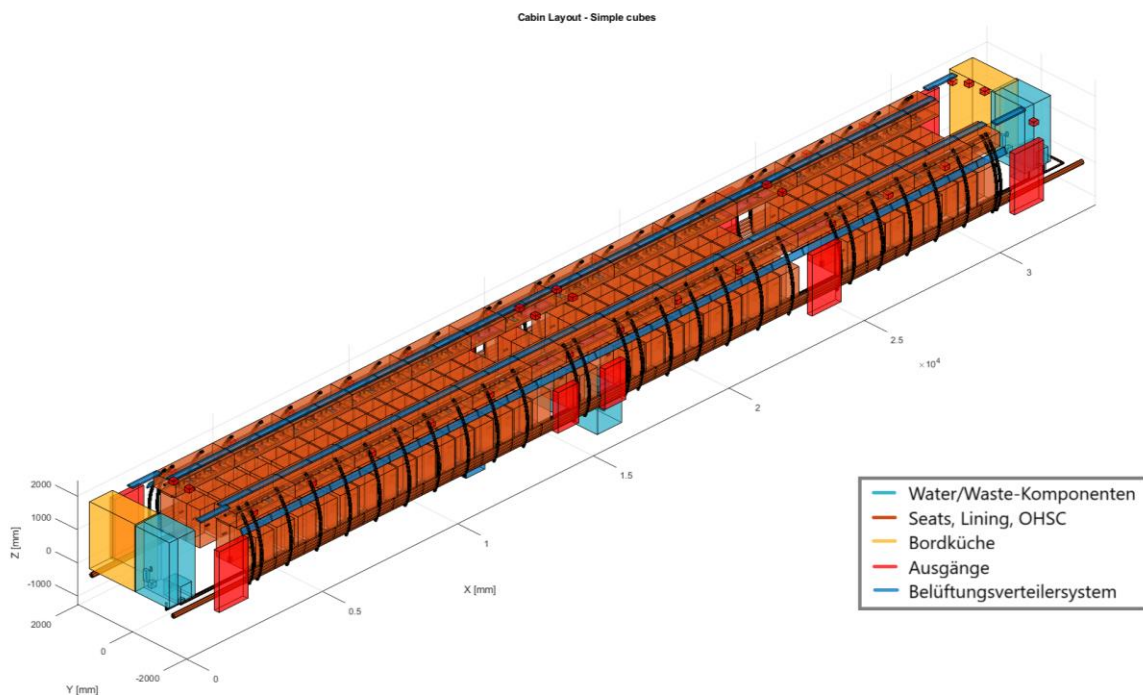 Cabin Layout - Simple cubes
2000
1000
0
-1000
Z [mm]
2000
0
-2000
Y [mm]
0
0.5
1
1.5
2
2.5
3
×10⁴
X [mm]
Water/Waste-Komponenten
Seats, Lining, OHSC
Bordküche
Ausgänge
Belüftungsverteilersystem